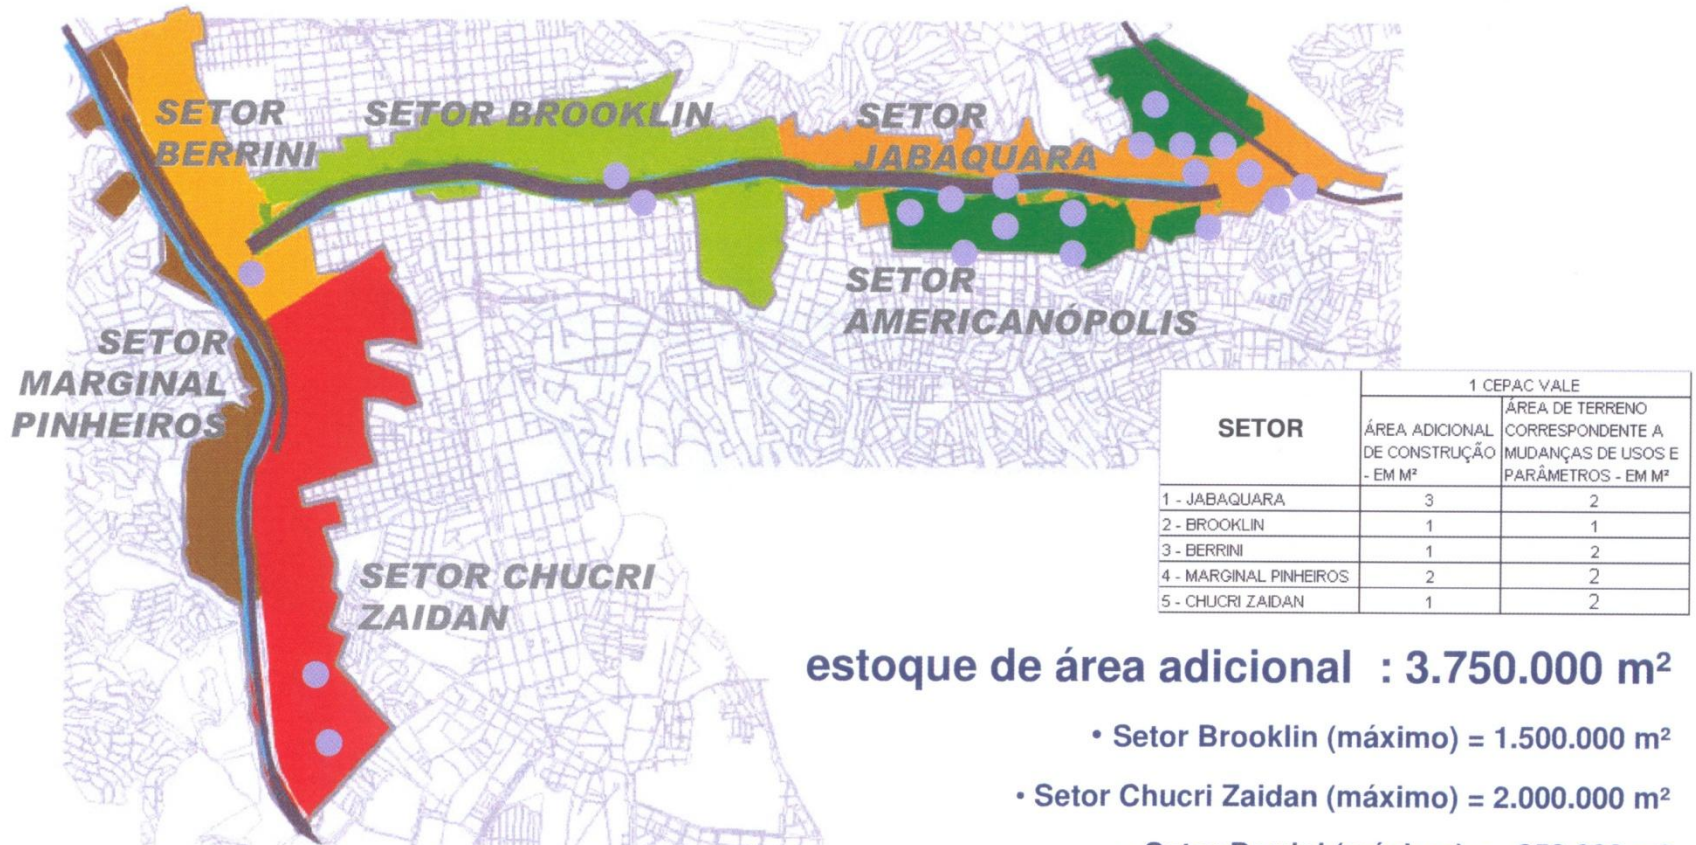 SETOR
BERRINI
SETOR BROOKLIN
SETOR
JABAQUARA
SETOR
AMERICANÓPOLIS
SETOR
MARGINAL
PINHEIROS
SETOR CHUCRI
ZAIDAN
SETOR
1 CEPAC VALE
ÁREA ADICIONAL
DE CONSTRUÇÃO
- EM M²
ÁREA DE TERRENO
CORRESPONDENTE A
MUDANÇAS DE USOS E
PARÂMETROS - EM M²
1 - JABAQUARA 3 2
2 - BROOKLIN 1 1
3 - BERRINI 1 2
4 - MARGINAL PINHEIROS 2 2
5 - CHUCRI ZAIDAN 1 2
estoque de área adicional : 3.750.000 m²
• Setor Brooklin (máximo) = 1.500.000 m²
• Setor Chucri Zaidan (máximo) = 2.000.000 m²